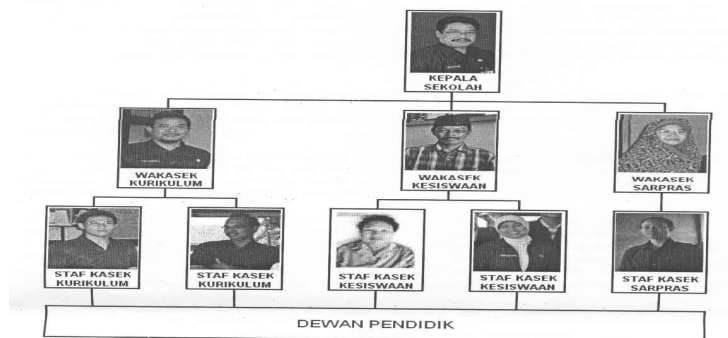 KEPALA
SEKOLAH
WAKASEK
KURIKULUM
WAKASEK
KESISWAAN
WAKASEK
SARPRAS
STAF KASEK
KURIKULUM
STAF KASEK
KURIKULUM
STAF KASEK
KESISWAAN
STAF KASEK
KESISWAAN
STAF KASEK
SARPRAS
DEWAN PENDIDIK